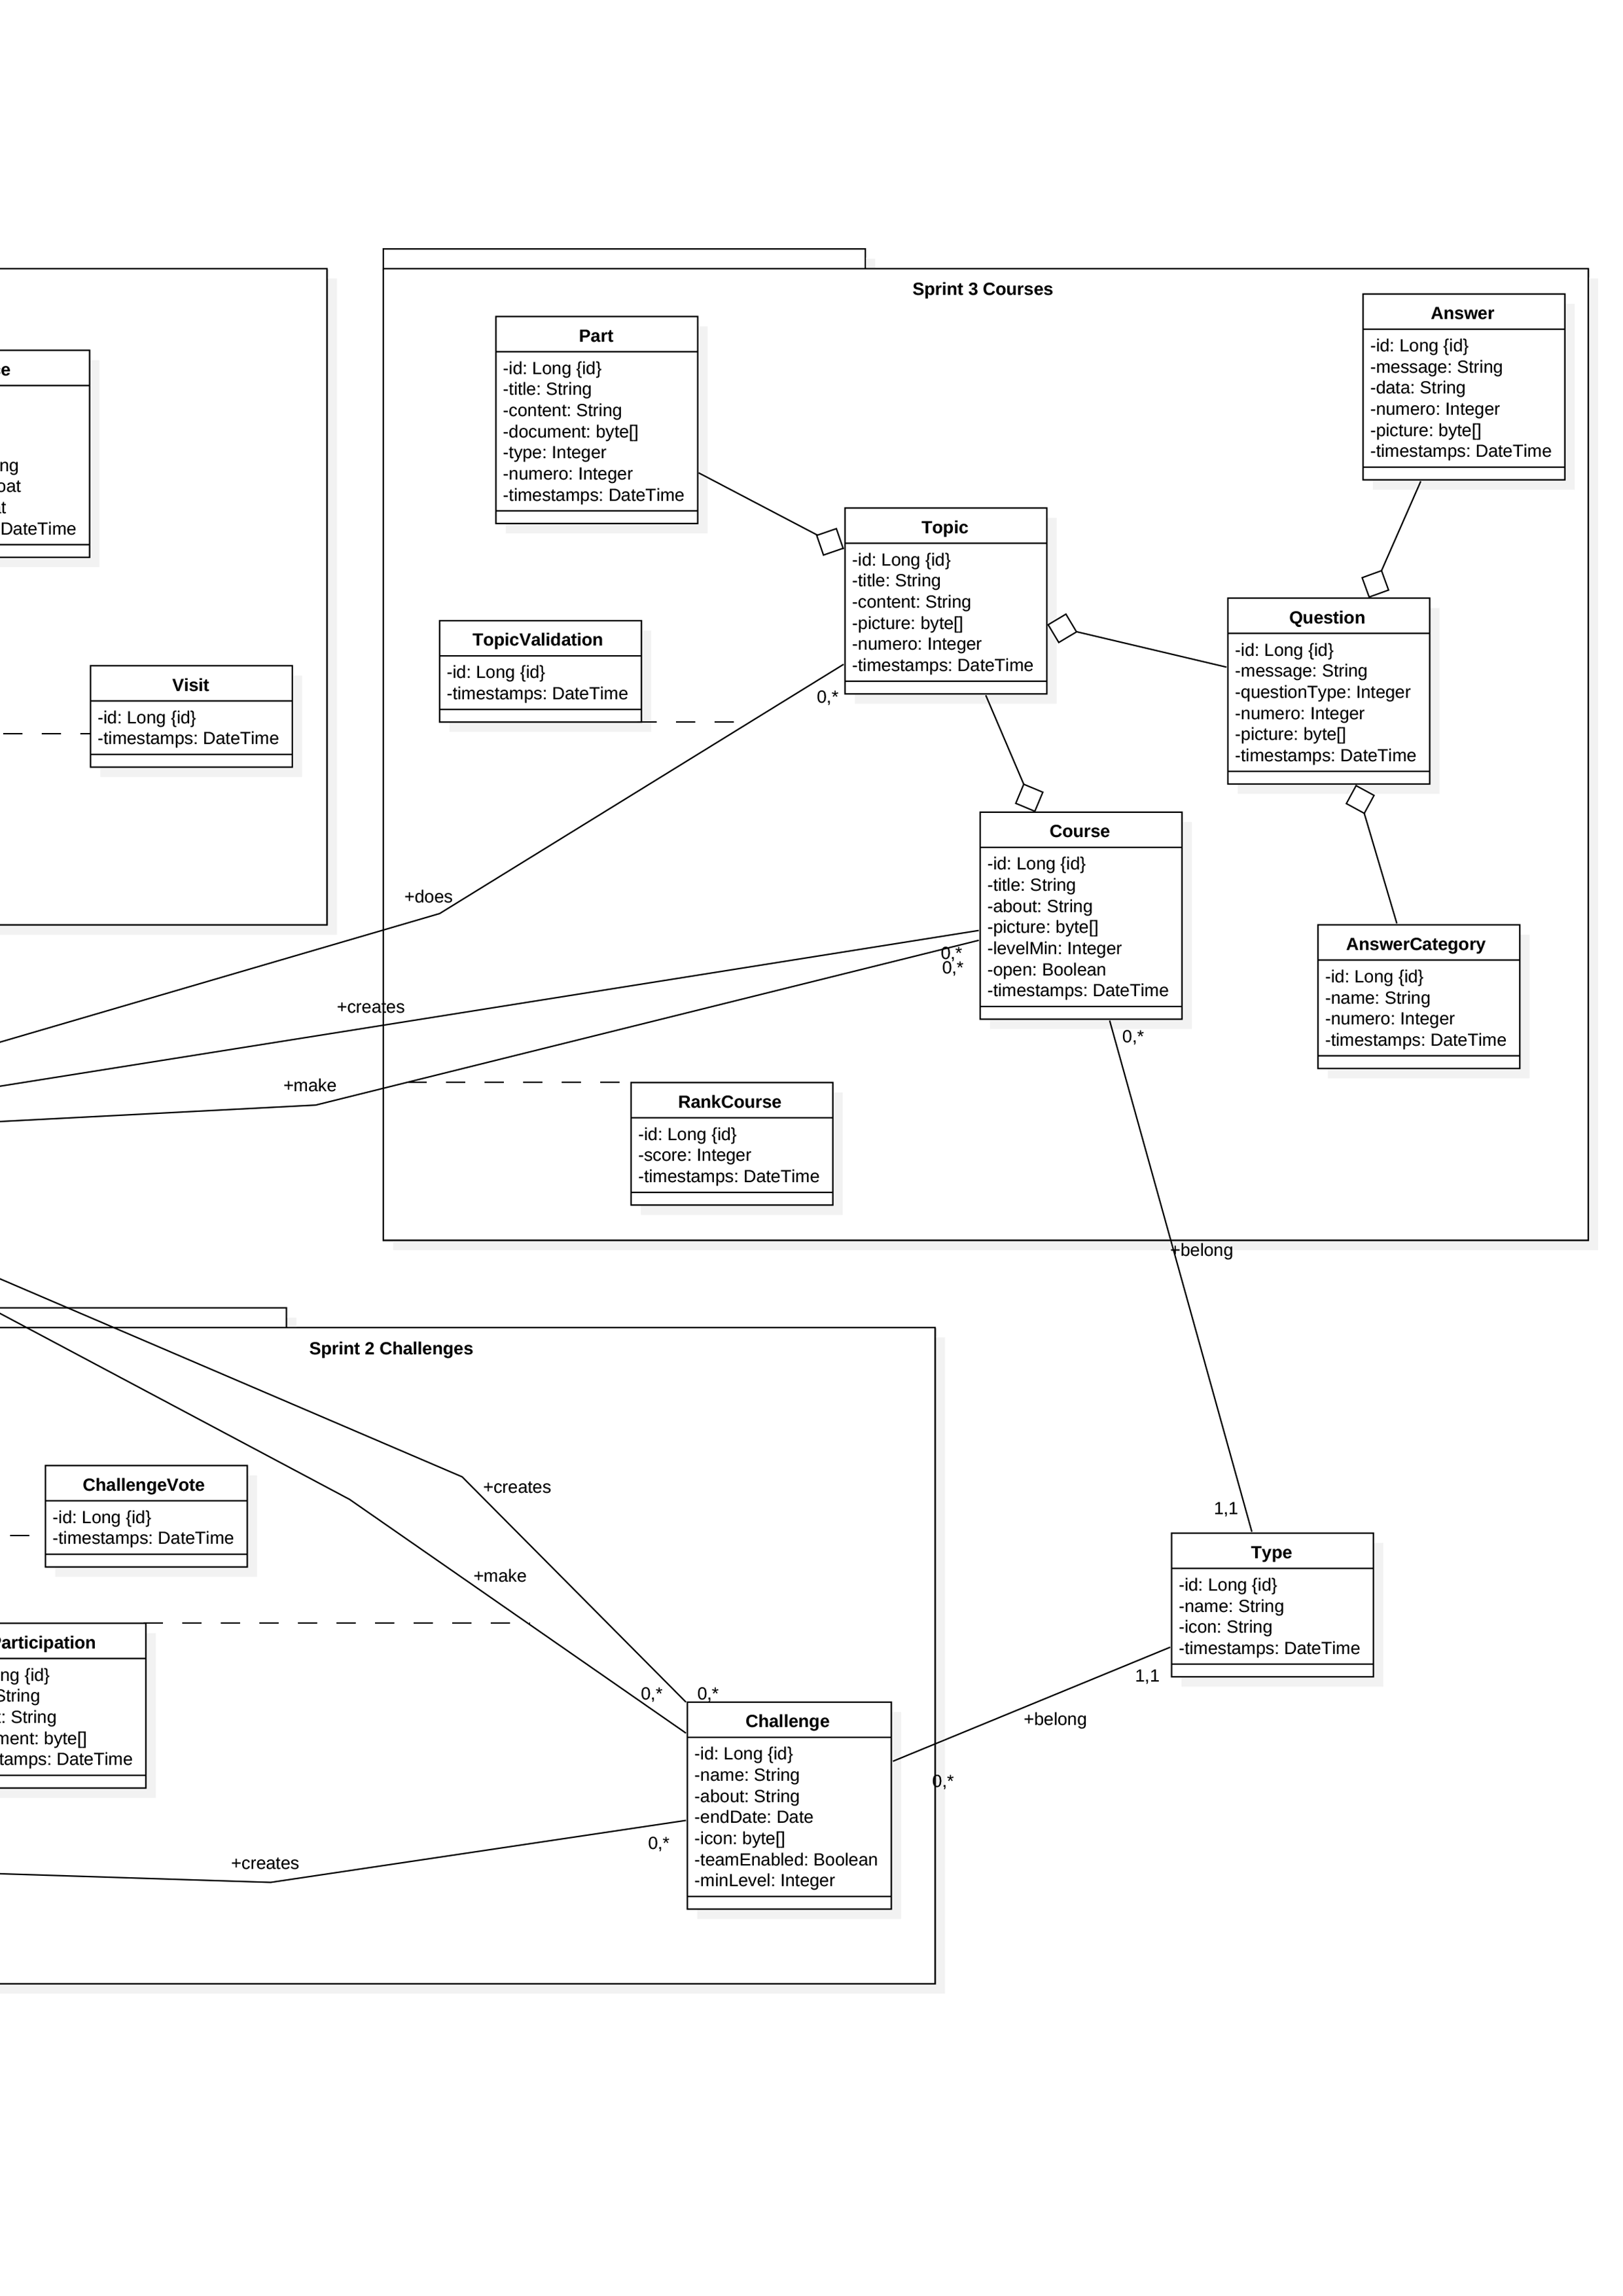 Sprint 3 Courses
Part
-id: Long {id}
-title: String
-content: String
-document: byte[]
-type: Integer
-numero: Integer
-timestamps: DateTime
Answer
-id: Long {id}
-message: String
-data: String
-numero: Integer
-picture: byte[]
-timestamps: DateTime
e
ng
oat
t
DateTime
Topic
-id: Long {id}
-title: String
-content: String
-picture: byte[]
-numero: Integer
-timestamps: DateTime
0,*
TopicValidation
-id: Long {id}
-timestamps: DateTime
Question
-id: Long {id}
-message: String
-questionType: Integer
-numero: Integer
-picture: byte[]
-timestamps: DateTime
Visit
-id: Long {id}
-timestamps: DateTime
Course
-id: Long {id}
-title: String
-about: String
-picture: byte[]
-levelMin: Integer
-open: Boolean
-timestamps: DateTime
+does
0,*
0,*
+creates
+make
0,*
AnswerCategory
-id: Long {id}
-name: String
-numero: Integer
-timestamps: DateTime
RankCourse
-id: Long {id}
-score: Integer
-timestamps: DateTime
+belong
Sprint 2 Challenges
ChallengeVote
-id: Long {id}
-timestamps: DateTime
+creates
+make
1,1
Type
-id: Long {id}
-name: String
-icon: String
-timestamps: DateTime
1,1
+belong
0,*
articipation
ng {id}
String
t: String
ment: byte[]
tamps: DateTime
0,*
0,*
Challenge
-id: Long {id}
-name: String
-about: String
-endDate: Date
-icon: byte[]
-teamEnabled: Boolean
-minLevel: Integer
0,*
+creates